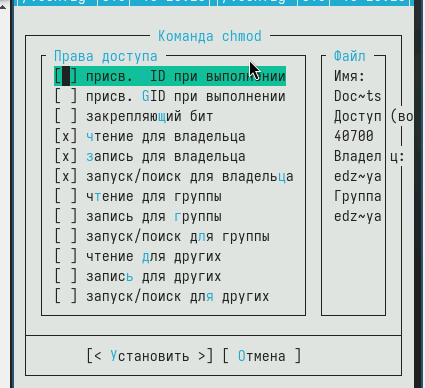 Команда chmod
Права доступа
[ ] присв. ID при выполнении
[ ] присв. GID при выполнении
[ ] закрепляющий бит
[x] чтение для владельца
[x] запись для владельца
[x] запуск/поиск для владельца
[ ] чтение для группы
[ ] запись для группы
[ ] запуск/поиск для группы
[ ] чтение для других
[ ] запись для других
[ ] запуск/поиск для других
Файл
Имя:
Doc~ts
Доступ (во
40700
Владел ц:
edz~ya
Группа
edz~ya
[< Установить >] [ Отмена ]